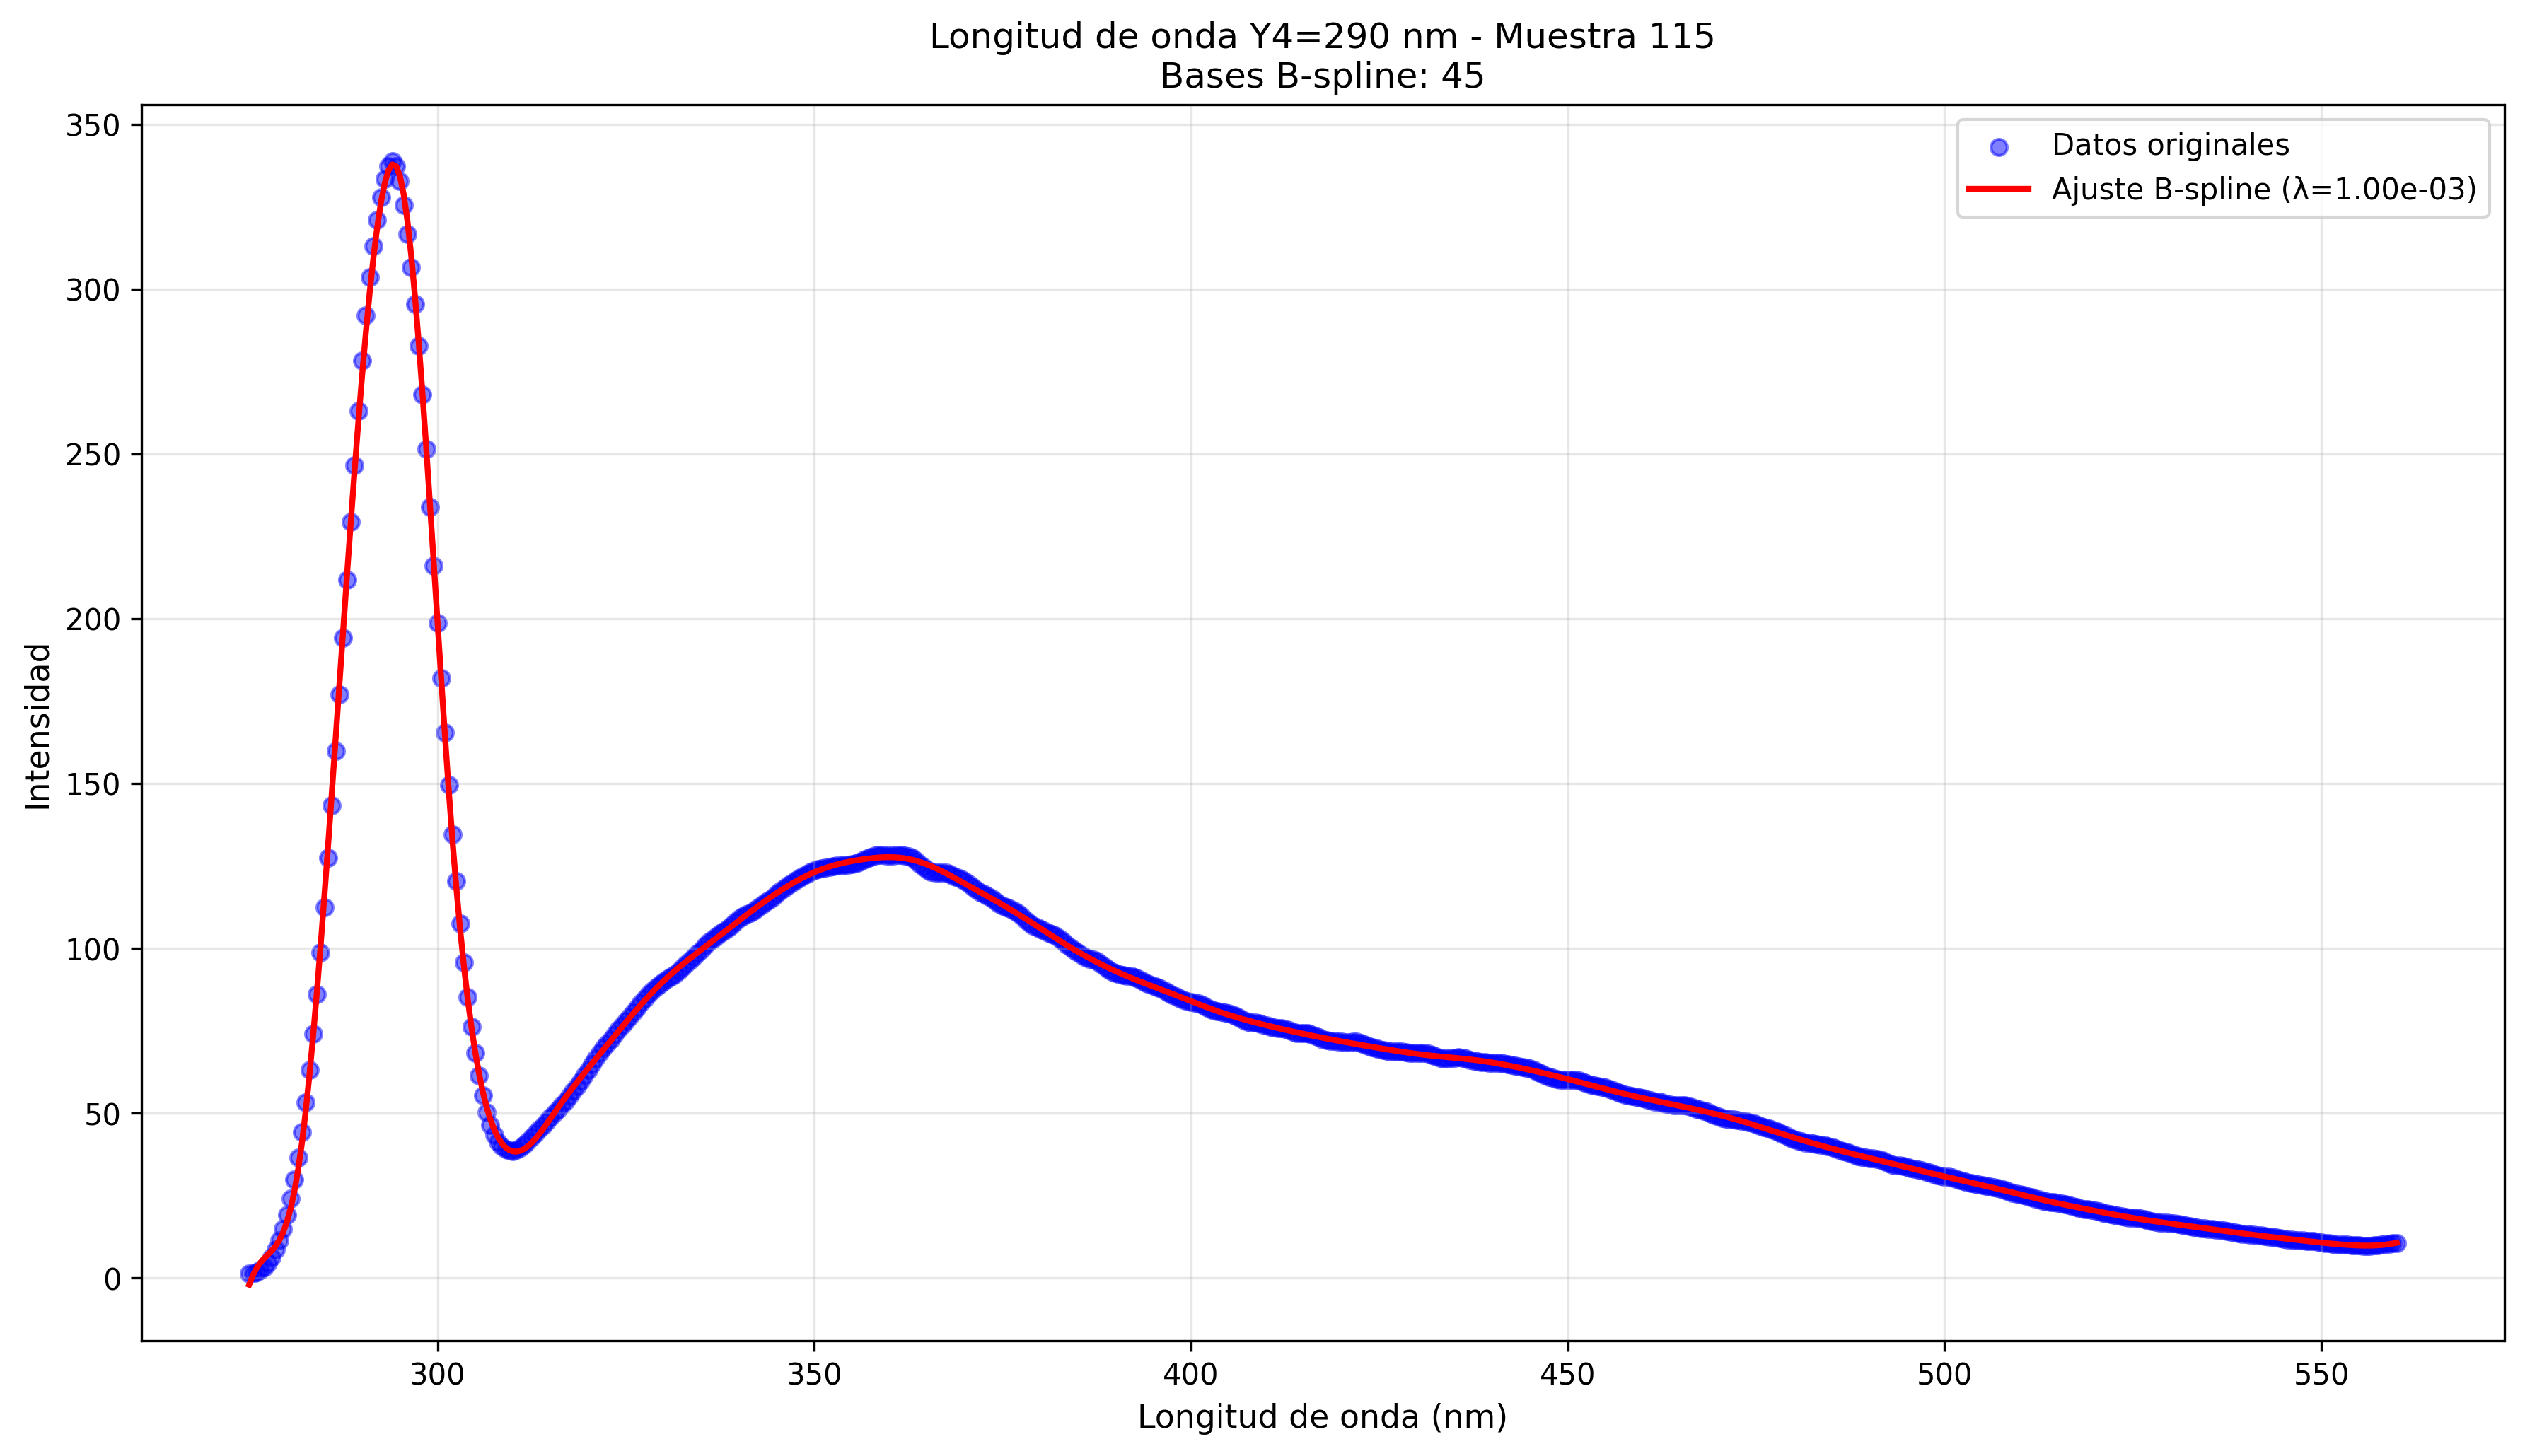 Longitud de onda Y4=290 nm - Muestra 115
Bases B-spline: 45
Datos originales
Ajuste B-spline (λ=1.00e-03)
Intensidad
350
300
250
200
150
100
50
0
300 350 400 450 500 550
Longitud de onda (nm)